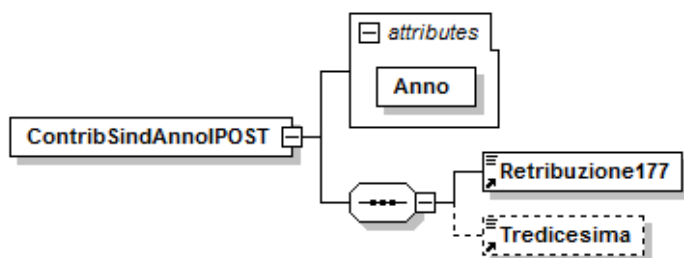 attributes
Anno
ContribSindAnnoIPOST
Retribuzione177
Tredicesima